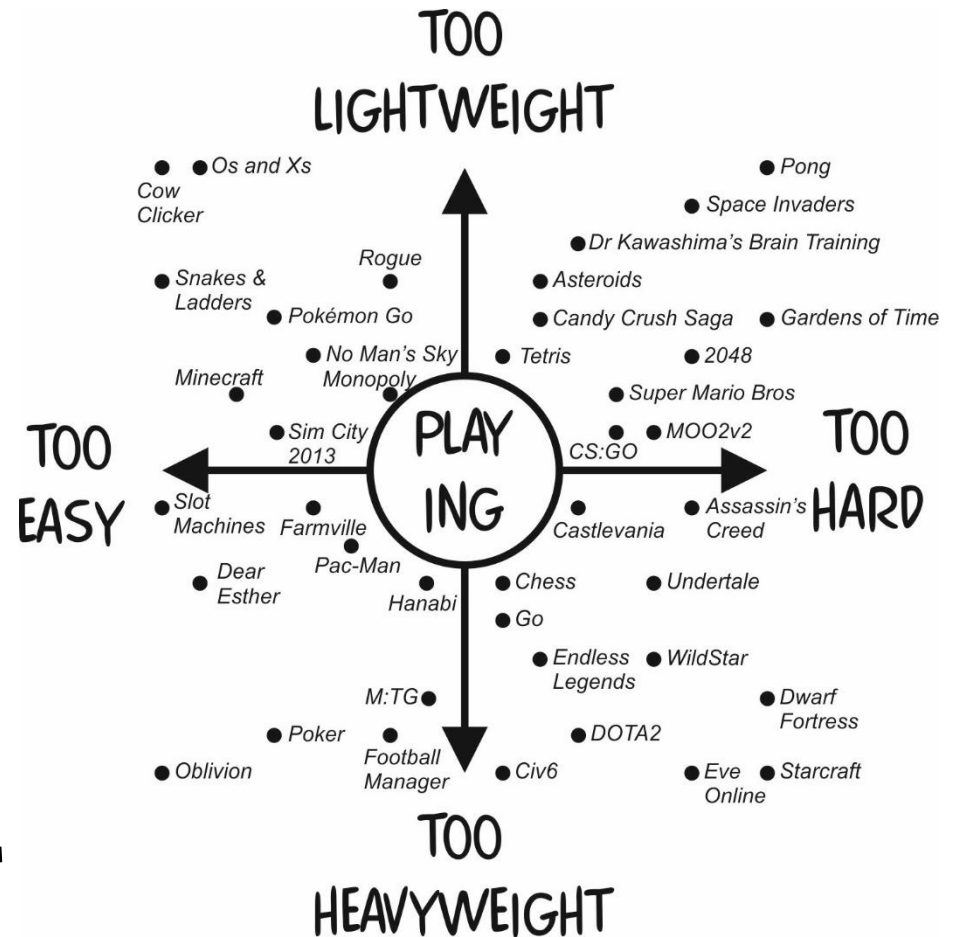 TOO
LIGHTWEIGHT
Os and Xs
Pong
Cow
Clicker
Space Invaders
Dr Kawashima's Brain Training
Rogue
Snakes &
Ladders
Asteroids
Pokémon Go
Candy Crush Saga
Gardens of Time
No Man's Sky
Tetris
2048
Minecraft
Monopoly
Super Mario Bros
TOO
EASY
Sim City
2013
PLAY
ING
CS:GO
MOO2v2
TOO
HARD
Slot
Machines
Farmville
Castlevania
Assassin's
Creed
Pac-Man
Dear
Esther
Hanabi
Chess
Undertale
Go
Endless
Legends
WildStar
M:TG
Dwarf
Fortress
Poker
Football
Manager
DOTA2
Oblivion
Civ6
Eve
Online
Starcraft
TOO
HEAVYWEIGHT